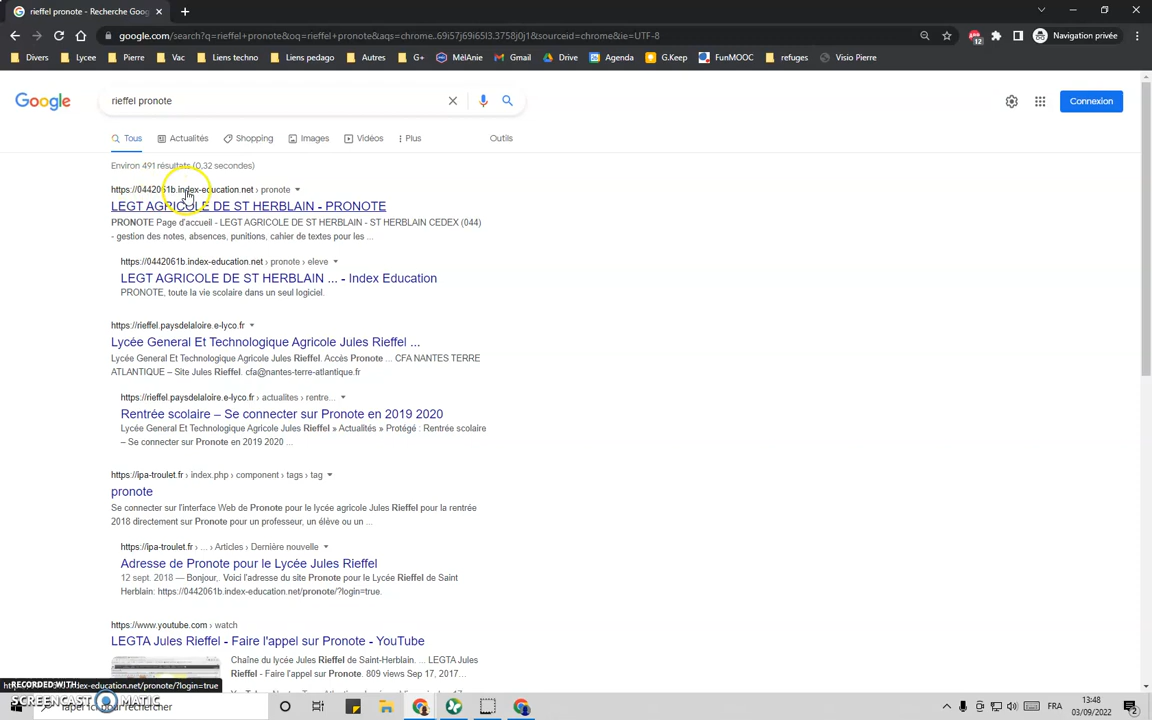 rieffel pronote - Recherche Goog
google.com/search?q=rieffel+pronote&oq=rieffel+pronote&aqs=chrome..69i57j69i65l3.3758j0j1&sourceid=chrome&ie=UTF-8
12
Navigation privée
Divers
Lycee
Pierre
Vac
Liens techno
Liens pedago
Autres
G+
MèlAnie
Gmail
Drive
Agenda
G.Keep
FunMOOC
refuges
Visio Pierre
Google
rieffel pronote
Connexion
Tous
Actualités
Shopping
Images
Vidéos
Plus
Outils
Environ 491 résultats (0,32 secondes)
https://0442061b.index-education.net › pronote
LEGT AGRICOLE DE ST HERBLAIN - PRONOTE
PRONOTE Page d'accueil - LEGT AGRICOLE DE ST HERBLAIN - ST HERBLAIN CEDEX (044)
- gestion des notes, absences, punitions, cahier de textes pour les ...
https://0442061b.index-education.net › pronote › eleve
LEGT AGRICOLE DE ST HERBLAIN ... - Index Education
PRONOTE, toute la vie scolaire dans un seul logiciel.
https://rieffel.paysdelaloire.e-lyco.fr
Lycée General Et Technologique Agricole Jules Rieffel ...
Lycée General Et Technologique Agricole Jules Rieffel. Accès Pronote ... CFA NANTES TERRE
ATLANTIQUE – Site Jules Rieffel. cfa@nantes-terre-atlantique.fr
https://rieffel.paysdelaloire.e-lyco.fr › actualites › rentre...
Rentrée scolaire – Se connecter sur Pronote en 2019 2020
Lycée General Et Technologique Agricole Jules Rieffel » Actualités » Protégé : Rentrée scolaire
– Se connecter sur Pronote en 2019 2020 ...
https://ipa-troulet.fr › index.php › component › tags › tag
pronote
Se connecter sur l'interface Web de Pronote pour le lycée agricole Jules Rieffel pour la rentrée
2018 directement sur Pronote pour un professeur, un élève ou un ...
https://ipa-troulet.fr › ... › Articles › Dernière nouvelle
Adresse de Pronote pour le Lycée Jules Rieffel
12 sept. 2018 — Bonjour,. Voici l'adresse du site Pronote pour le Lycée Rieffel de Saint
Herblain: https://0442061b.index-education.net/pronote/?login=true.
https://www.youtube.com › watch
LEGTA Jules Rieffel - Faire l'appel sur Pronote - YouTube
Chaîne du lycée Jules Rieffel de Saint-Herblain. ... LEGTA Jules
Rieffel - Faire l'appel sur Pronote. 809 views Sep 17, 2017...
RECORDED WITH
index-education.net/pronote/?login=true
SCREENCAST MATIC
rechercher
FRA
13:48
03/09/2022
2